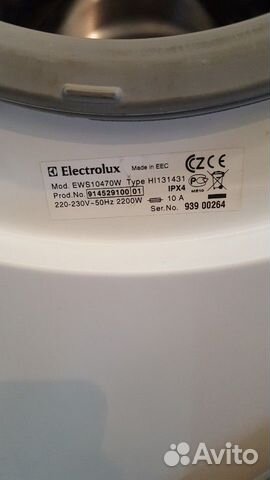 Electrolux Made in EEC
Mod. EWS10470W Type HI131431
Prod.No. 914529100 01 IPX4
220-230V~50Hz 2200W 10 A
Ser.No. 939 00264
Avito